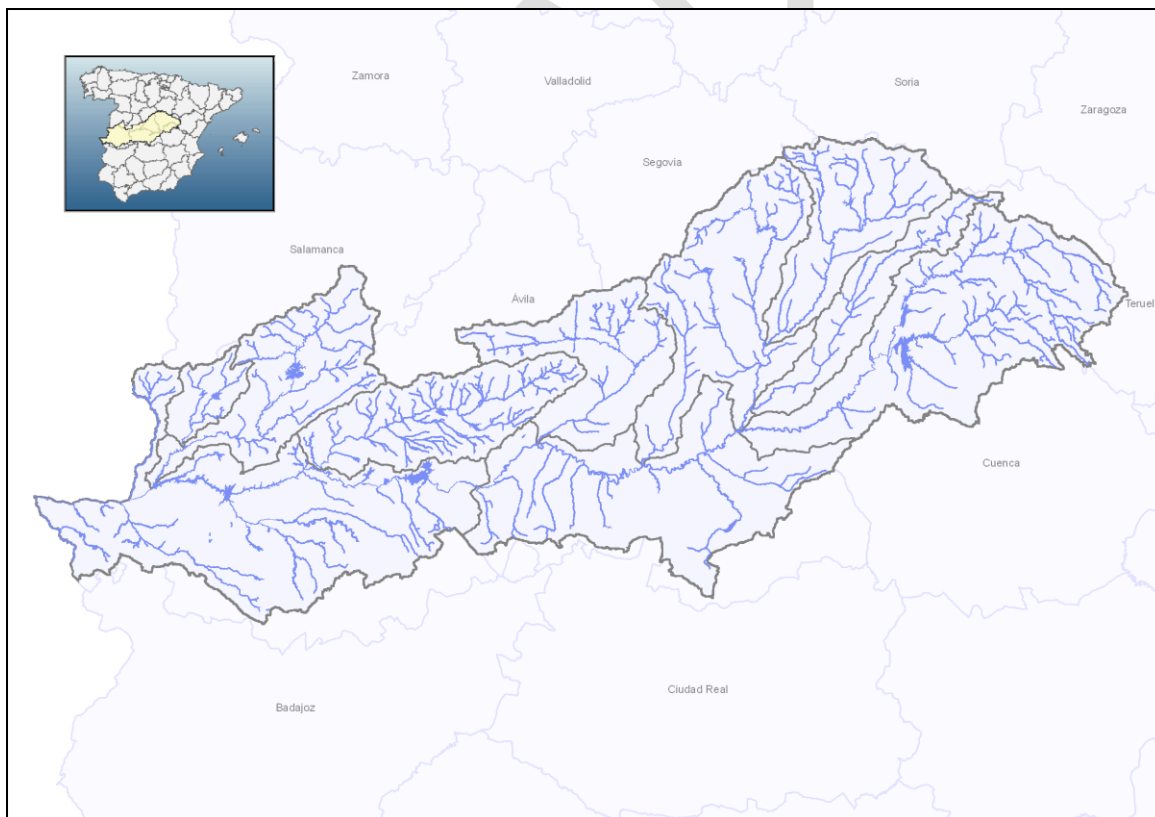 Zamora
Valladolid
Soria
Zaragoza
Segovia
Salamanca
Ávila
Teruel
Cuenca
Ciudad Real
Badajoz